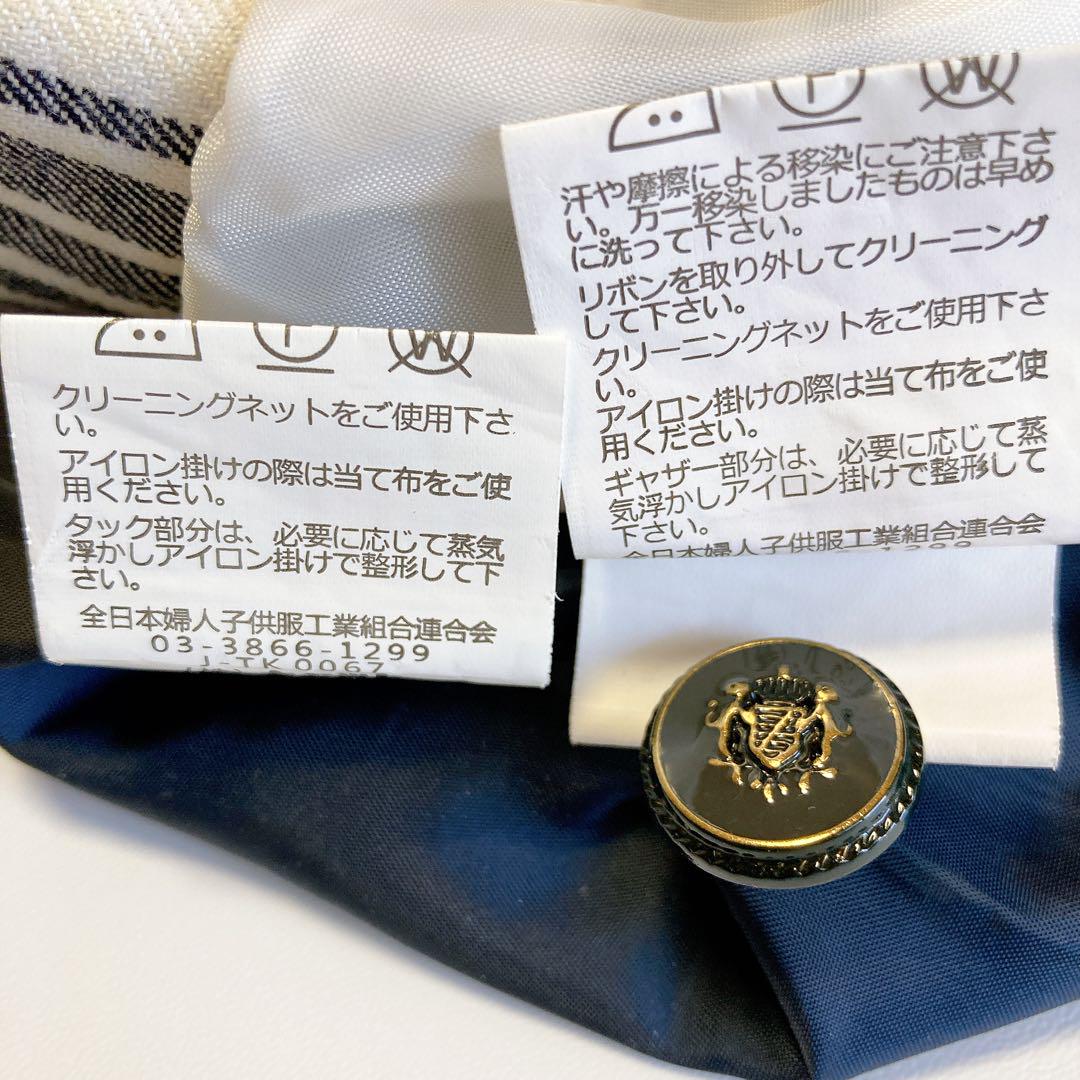 クリーニングネットをご使用下さ
い。
アイロン掛けの際は当て布をご使
用ください。
タック部分は、必要に応じて蒸気
浮かしアイロン掛けで整形して下
さい。
全日本婦人子供服工業組合連合会
03-3866-1299
J-TK0067
F
W
汗や摩擦による移染にご注意下さ
い。万一移染しましたものは早め
に洗って下さい。
リボンを取り外してクリーニング
して下さい。
クリーニングネットをご使用下さ
い。
アイロン掛けの際は当て布をご使
用ください。
ギャザー部分は、必要に応じて蒸
気浮かしアイロン掛けで整形して
下さい。
全日本婦人子供服工業組合連合会